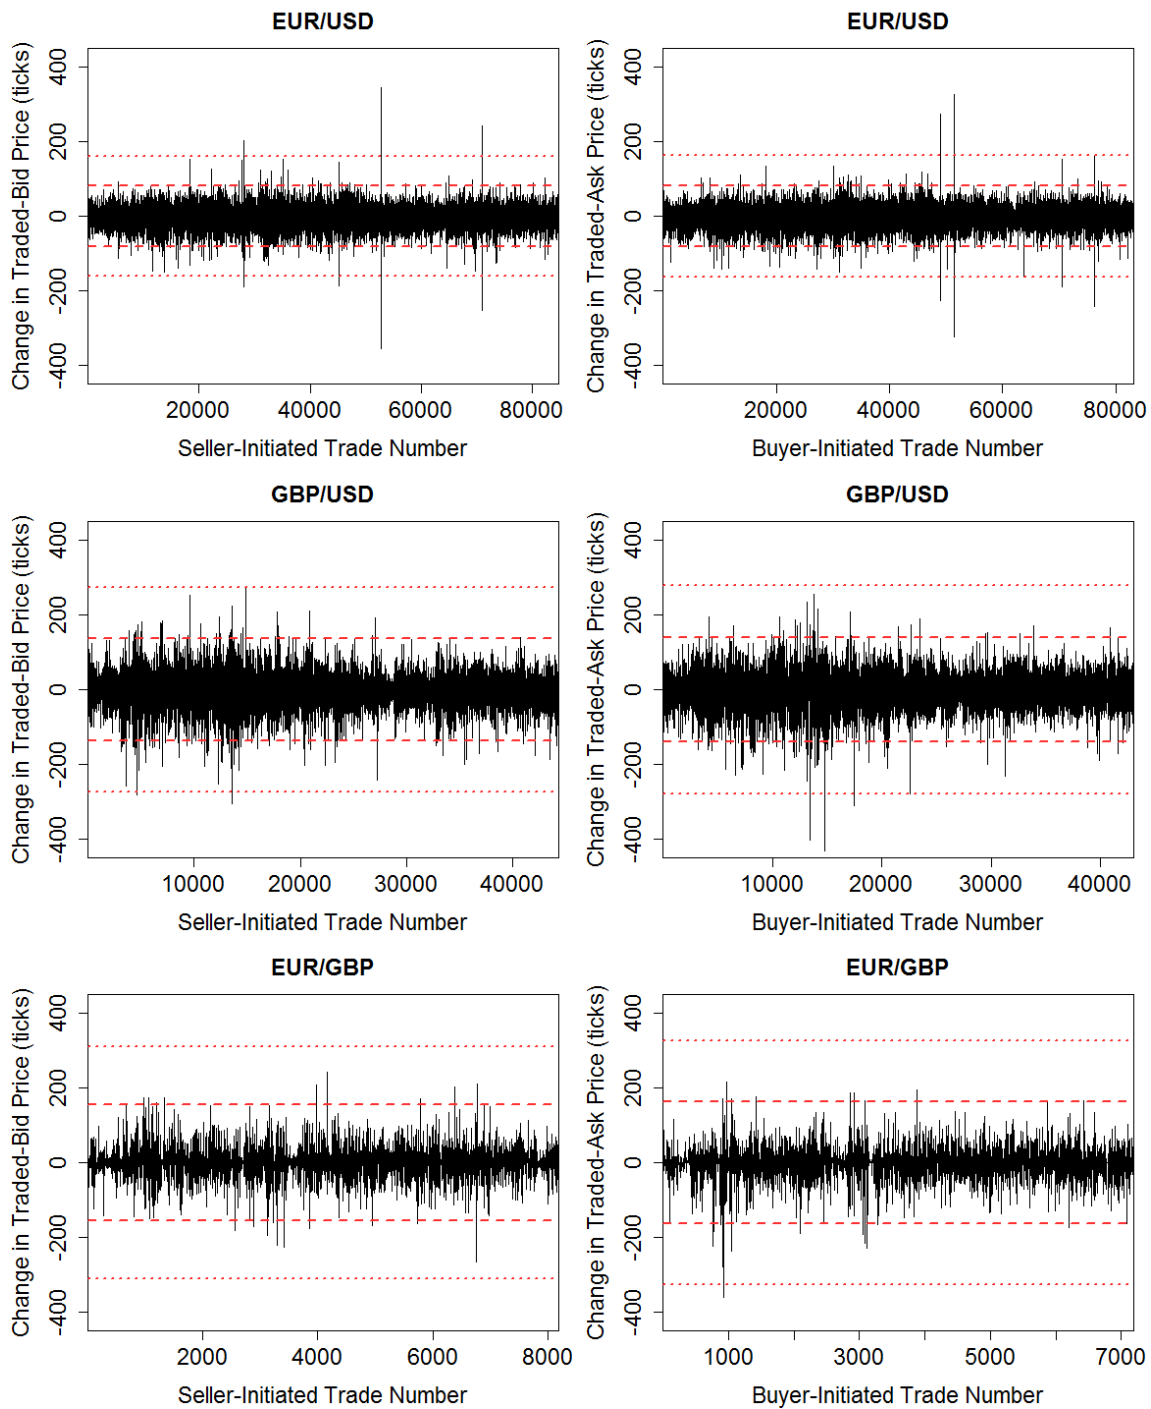 EUR/USD
Change in Traded-Bid Price (ticks)
400
200
0
-200
-400
20000 40000 60000 80000
Seller-Initiated Trade Number
EUR/USD
Change in Traded-Ask Price (ticks)
400
200
0
-200
-400
20000 40000 60000 80000
Buyer-Initiated Trade Number
GBP/USD
Change in Traded-Bid Price (ticks)
400
200
0
-200
-400
10000 20000 30000 40000
Seller-Initiated Trade Number
GBP/USD
Change in Traded-Ask Price (ticks)
400
200
0
-200
-400
10000 20000 30000 40000
Buyer-Initiated Trade Number
EUR/GBP
Change in Traded-Bid Price (ticks)
400
200
0
-200
-400
2000 4000 6000 8000
Seller-Initiated Trade Number
EUR/GBP
Change in Traded-Ask Price (ticks)
400
200
0
-200
-400
1000 3000 5000 7000
Buyer-Initiated Trade Number